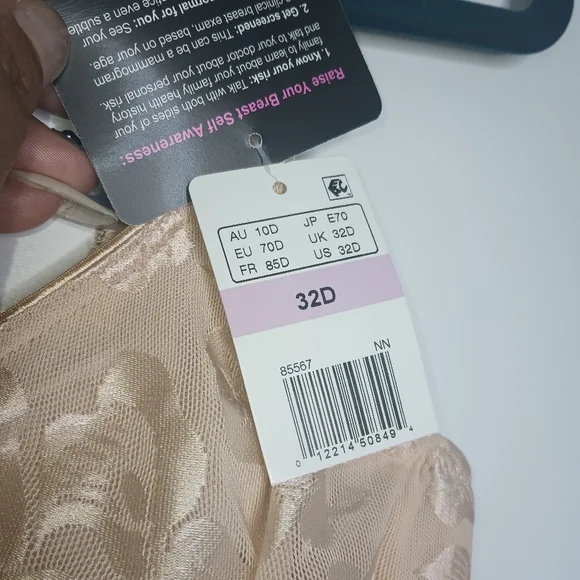 Raise Your Breast Self Awareness:
1. Know your risk: Talk with both sides of your
family to learn about your family health history
and talk to your doctor about your personal risk.
2. Get screened: This can be a mammogram
clinical breast exam, based on your age.
normal for you: See your
even a subtle
AU 10D JP E70
EU 70D UK 32D
FR 85D US 32D
32D
85567 NN
0 12214 50849 4